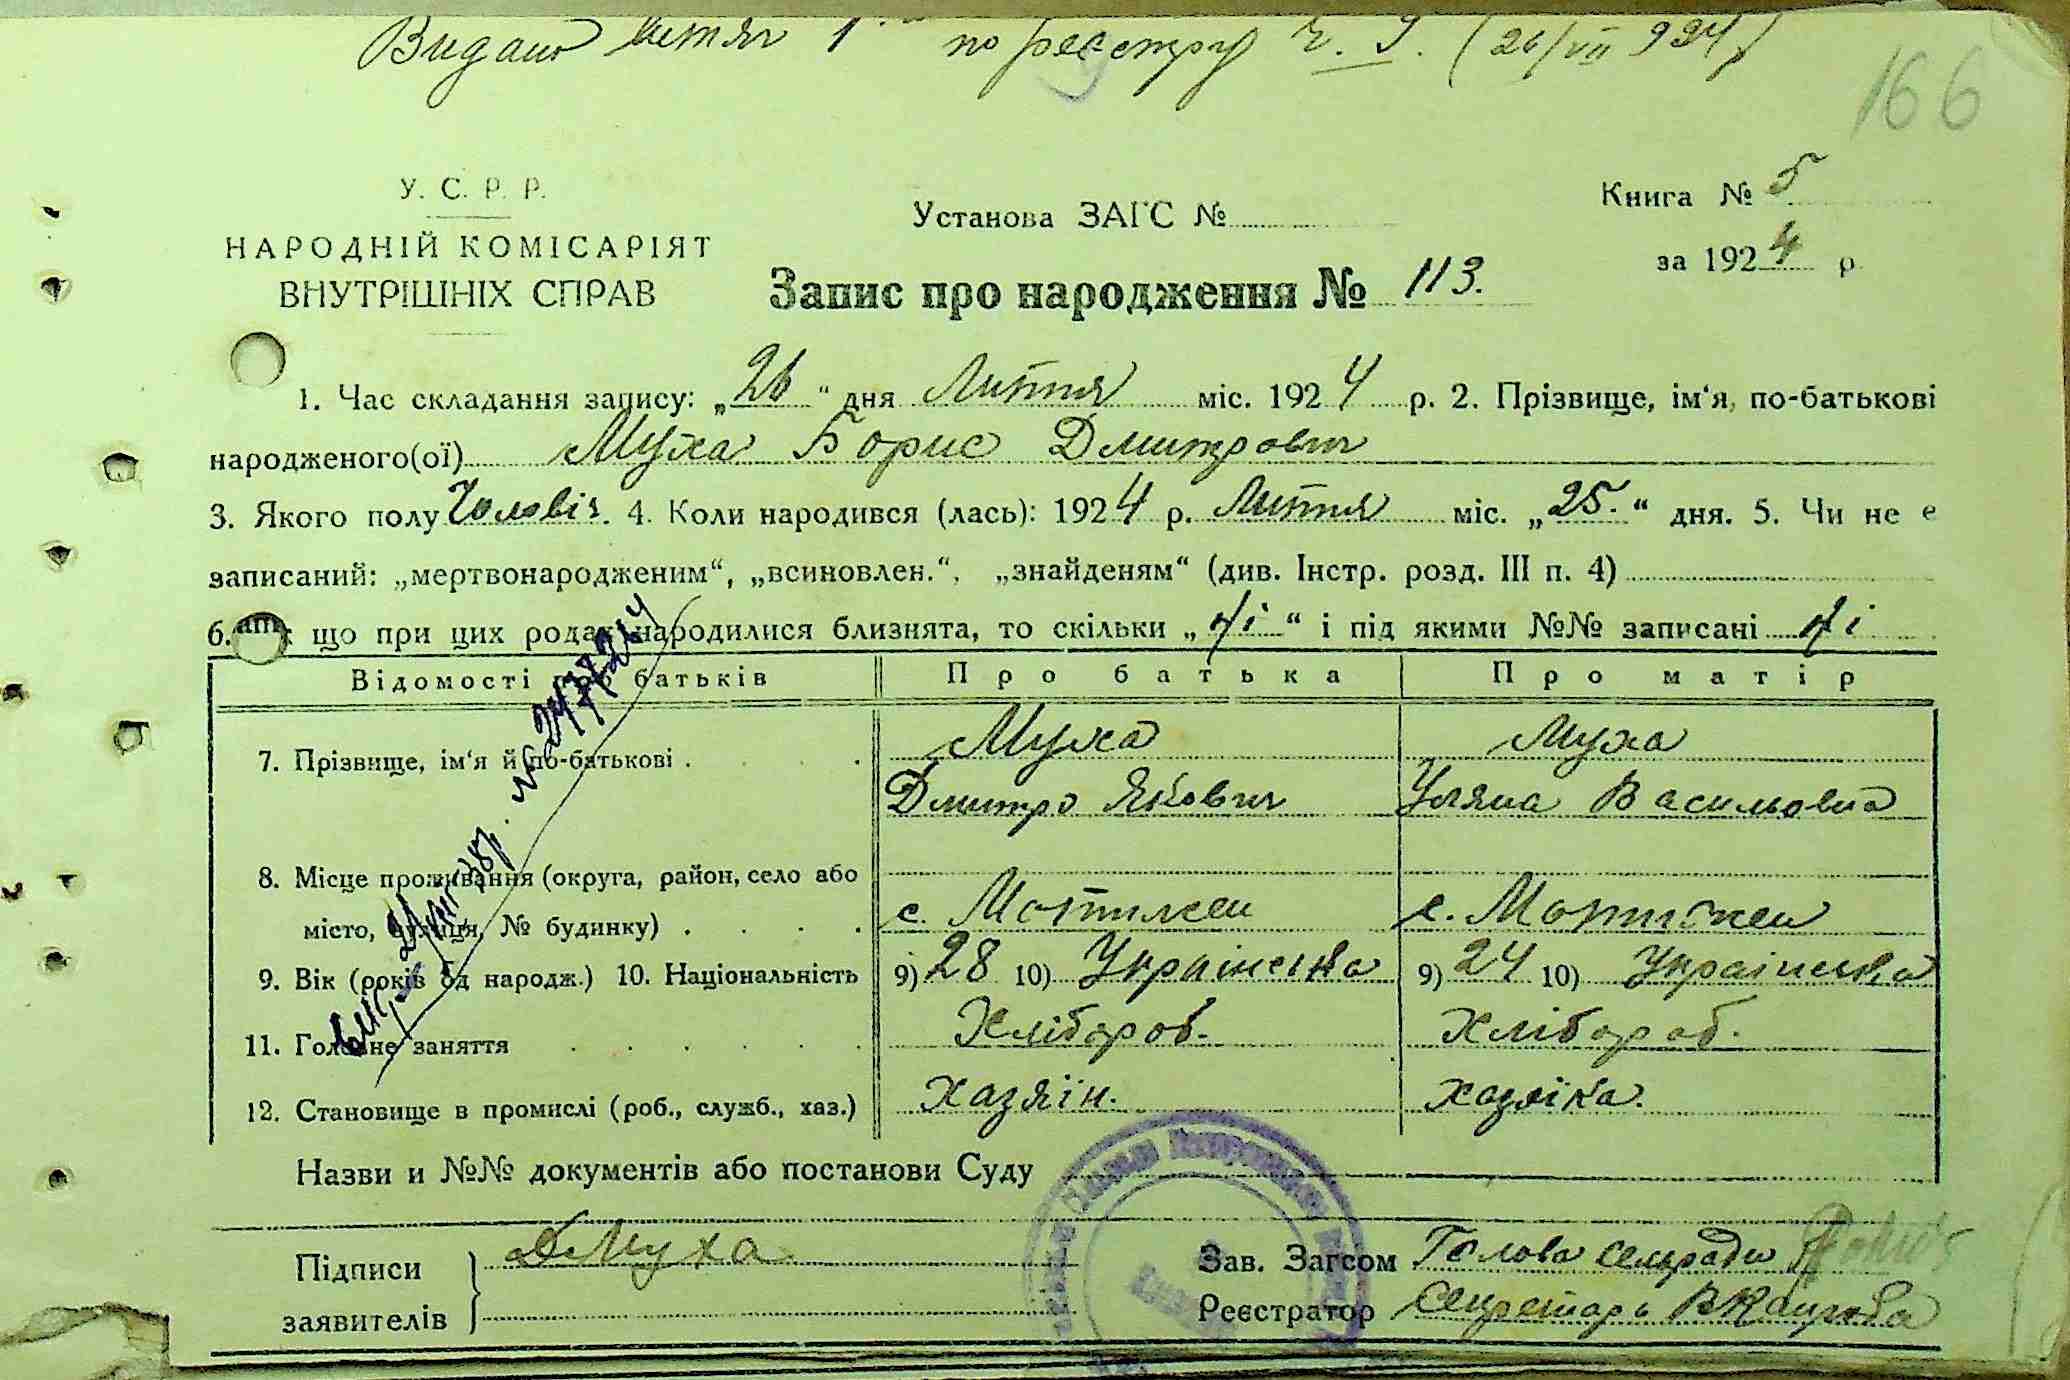 Видано витяг 1 по реєстру Ч. 9. (26/VII 924)
166
У. С. Р. Р.
НАРОДНІЙ КОМІСАРІЯТ
ВНУТРІШНІХ СПРАВ
Установа ЗАГС №
Книга № 5
за 1924 р.
Запис про народження № 113.
1. Час складання запису: „26“ дня Липня міс. 1924 р. 2. Прізвище, ім‘я, по-батькові
народженого(ої) Муха Борис Дмитрович
3. Якого полу Чоловіч. 4. Коли народився (лась): 1924 р. Липня міс. „25.“ дня. 5. Чи не є
записаний: „мертвонародженим“, „всиновлен.“, „знайденям“ (див. Інстр. розд. III п. 4)
6. що при цих родах народилися близнята, то скільки „Ні“ і під якими №№ записані Ні
Відомості про батьків Про батька Про матір
7. Прізвище, ім‘я й по-батькові Муха Муха
Дмитро Якович Уляна Васильовна
8. Місце проживання (округа, район, село або
місто, вулиця, № будинку) с. Мотижен с. Мотижен
9. Вік (років од народж.) 10. Національність 9) 28 10) Українська 9) 24 10) Українська
11. Головне заняття Хлібороб. Хлібороб.
12. Становище в промислі (роб., служб., хаз.) Хазяїн. Хазяїка.
Назви и №№ документів або постанови Суду
Підписи ДМуха Зав. Загсом Голова сельради
заявителів Реєстратор Секретарь